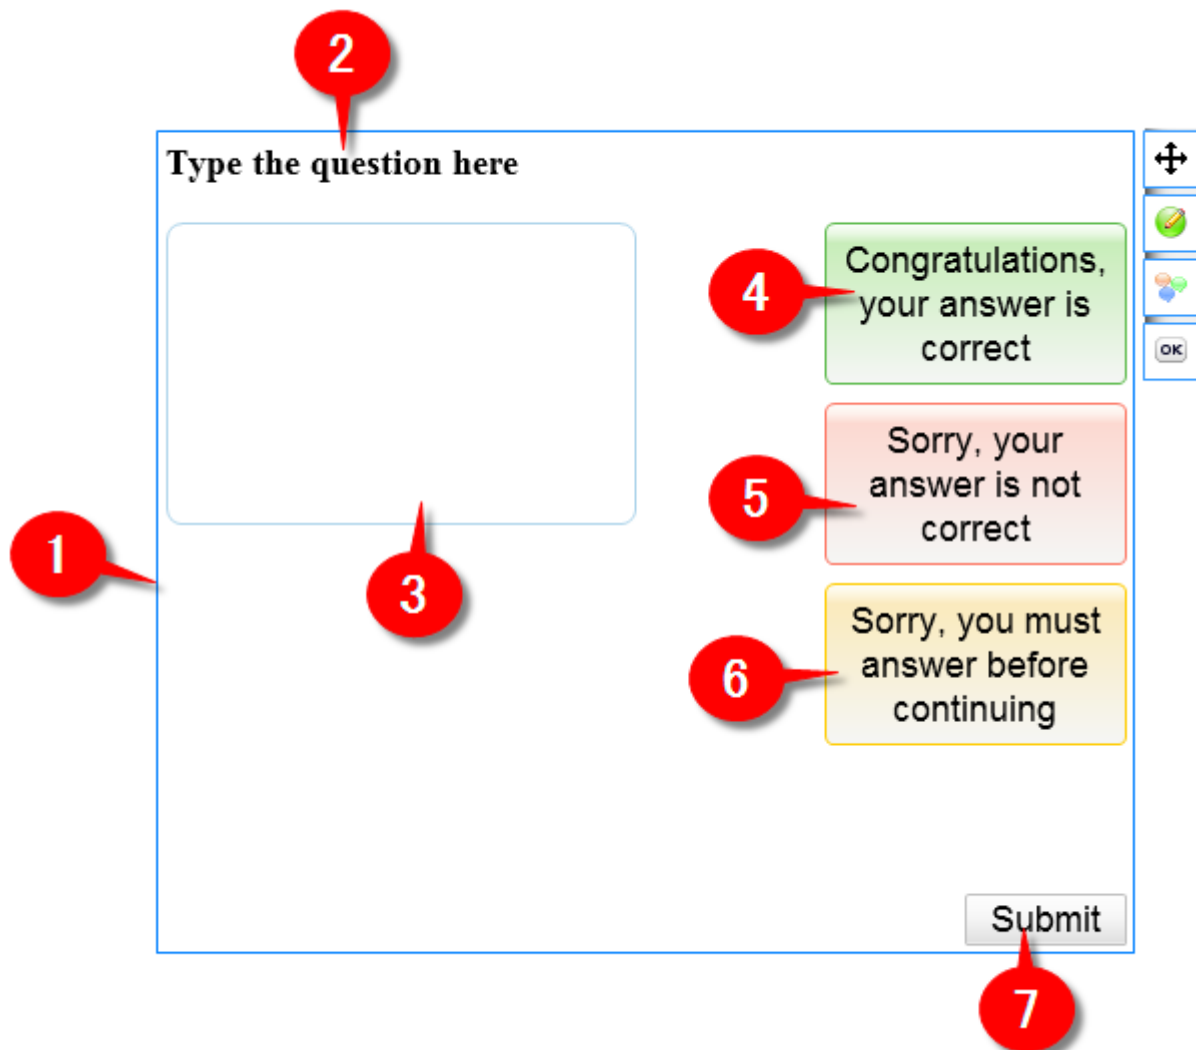 2
Type the question here
4
Congratulations,
your answer is
correct
OK
5
Sorry, your
answer is not
correct
1
3
6
Sorry, you must
answer before
continuing
Submit
7